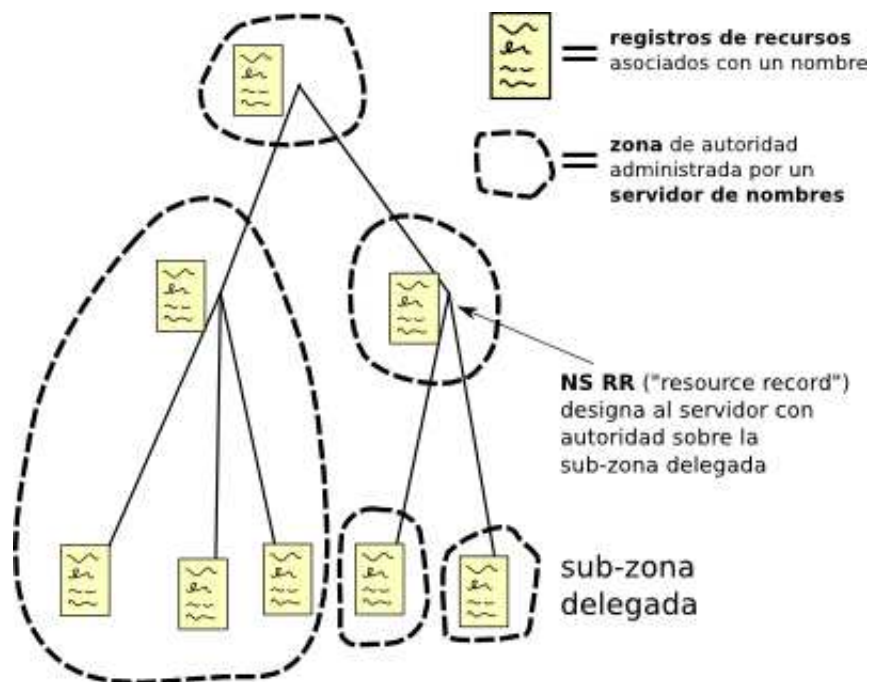 registros de recursos
asociados con un nombre
zona de autoridad
administrada por un
servidor de nombres
NS RR ("resource record")
designa al servidor con
autoridad sobre la
sub-zona delegada
sub-zona
delegada